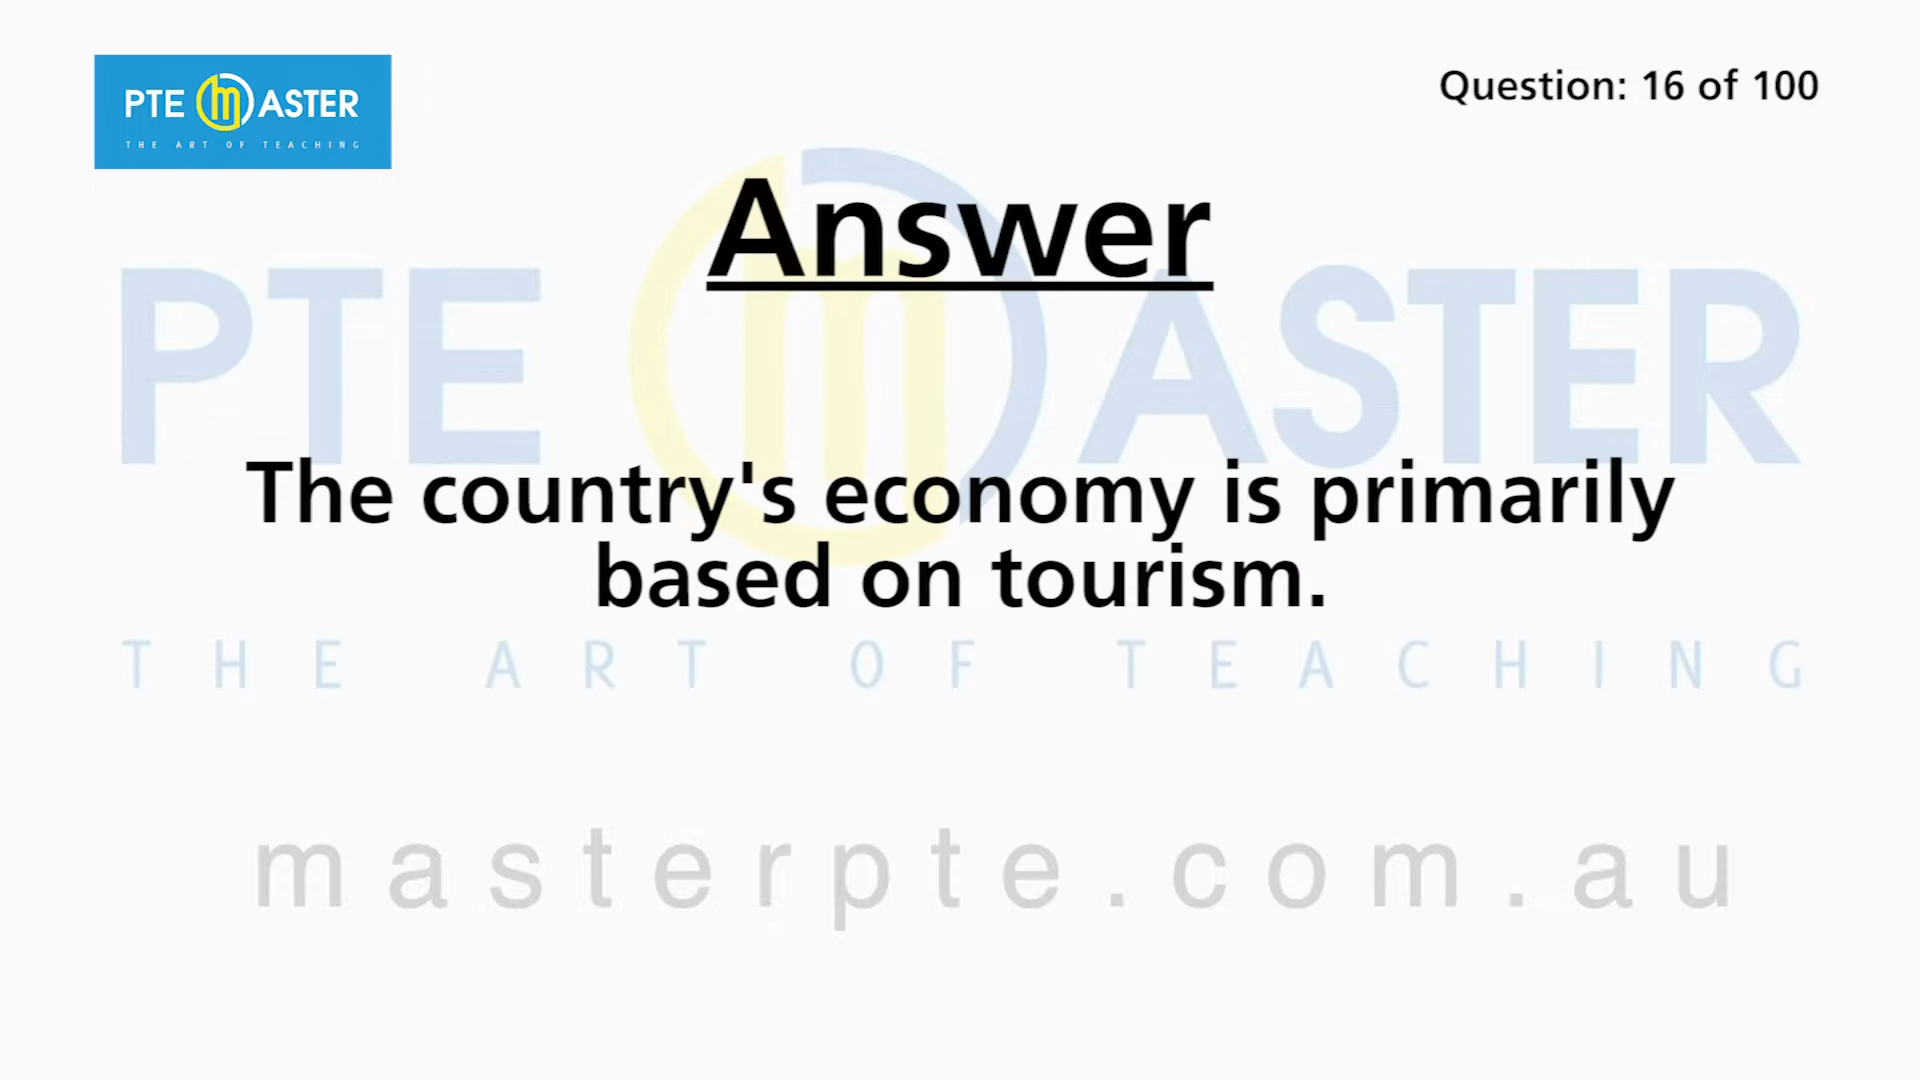 PTE MASTER
THE ART OF TEACHING
Question: 16 of 100
Answer
PTE MASTER
The country's economy is primarily
based on tourism.
THE ART OF TEACHING
masterpte.com.au